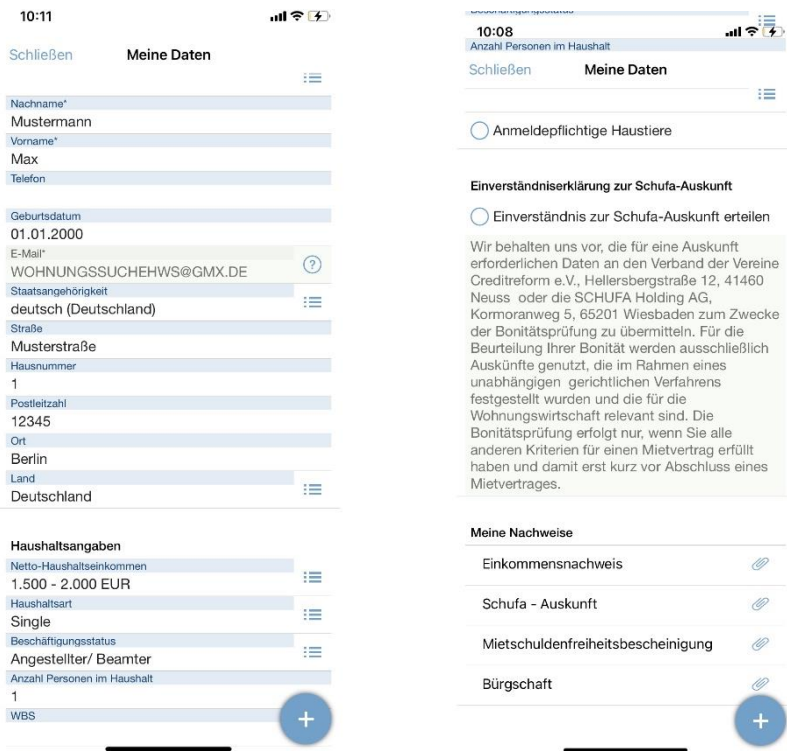 10:11
Schließen
Meine Daten
Nachname*
Mustermann
Vorname*
Max
Telefon
Geburtsdatum
01.01.2000
E-Mail*
WOHNUNGSSUCHEHWS@GMX.DE
?
Staatsangehörigkeit
deutsch (Deutschland)
Straße
Musterstraße
Hausnummer
1
Postleitzahl
12345
Ort
Berlin
Land
Deutschland
Haushaltsangaben
Netto-Haushaltseinkommen
1.500 - 2.000 EUR
Haushaltsart
Single
Beschäftigungsstatus
Angestellter/ Beamter
Anzahl Personen im Haushalt
1
WBS
+
Beschäftigungsstatus
10:08
Anzahl Personen im Haushalt
Schließen
Meine Daten
Anmeldepflichtige Haustiere
Einverständniserklärung zur Schufa-Auskunft
Einverständnis zur Schufa-Auskunft erteilen
Wir behalten uns vor, die für eine Auskunft
erforderlichen Daten an den Verband der Vereine
Creditreform e.V., Hellersbergstraße 12, 41460
Neuss oder die SCHUFA Holding AG,
Kormoranweg 5, 65201 Wiesbaden zum Zwecke
der Bonitätsprüfung zu übermitteln. Für die
Beurteilung Ihrer Bonität werden ausschließlich
Auskünfte genutzt, die im Rahmen eines
unabhängigen gerichtlichen Verfahrens
festgestellt wurden und die für die
Wohnungswirtschaft relevant sind. Die
Bonitätsprüfung erfolgt nur, wenn Sie alle
anderen Kriterien für einen Mietvertrag erfüllt
haben und damit erst kurz vor Abschluss eines
Mietvertrages.
Meine Nachweise
Einkommensnachweis
Schufa - Auskunft
Mietschuldenfreiheitsbescheinigung
Bürgschaft
+